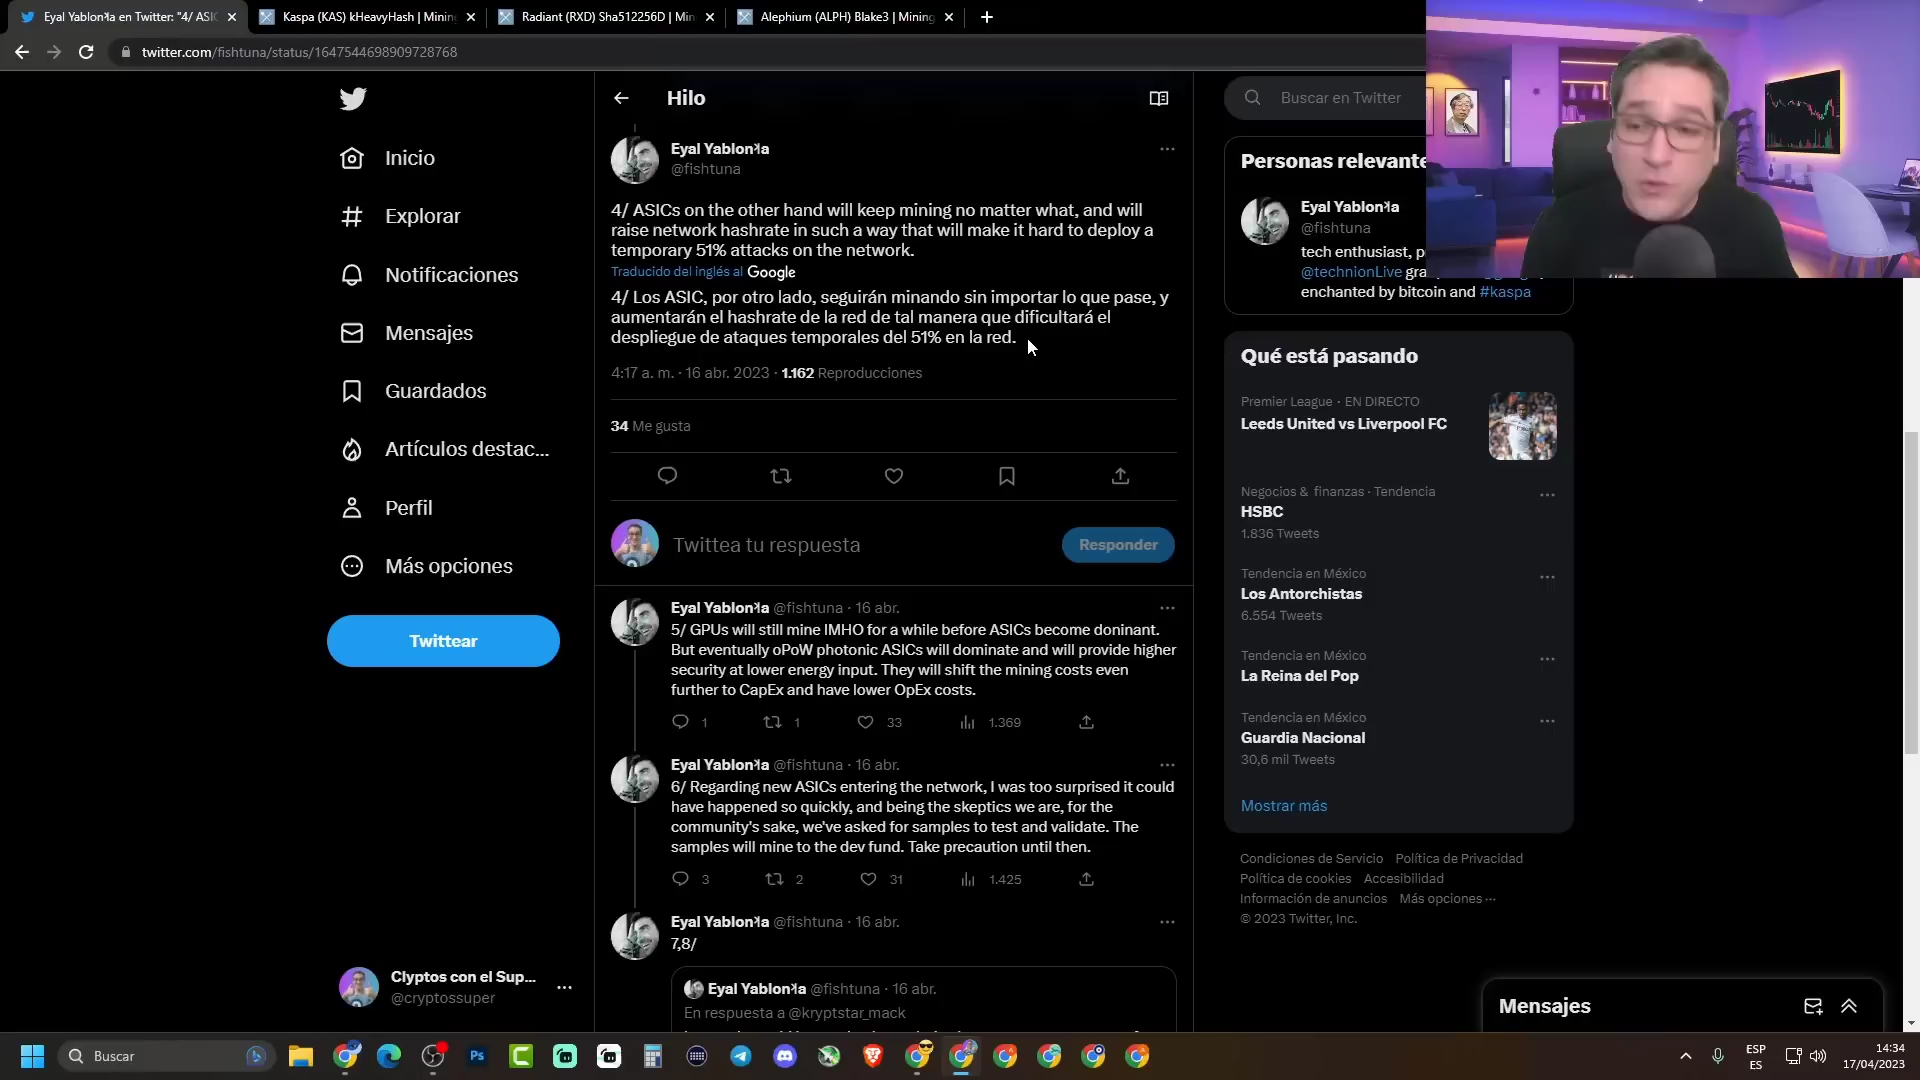 Eyal Yablonꓘa en Twitter: "4/ ASIC
Kaspa (KAS) kHeavyHash | Mining
Radiant (RXD) Sha512256D | Min
Alephium (ALPH) Blake3 | Mining
twitter.com/fishtuna/status/1647544698909728768
Inicio
Explorar
Notificaciones
Mensajes
Guardados
Artículos destac...
Perfil
Más opciones
Twittear
Clyptos con el Sup...
@cryptossuper
Hilo
Eyal Yablonꓘa
@fishtuna
4/ ASICs on the other hand will keep mining no matter what, and will
raise network hashrate in such a way that will make it hard to deploy a
temporary 51% attacks on the network.
Traducido del inglés al Google
4/ Los ASIC, por otro lado, seguirán minando sin importar lo que pase, y
aumentarán el hashrate de la red de tal manera que dificultará el
despliegue de ataques temporales del 51% en la red.
4:17 a. m. · 16 abr. 2023 · 1.162 Reproducciones
34 Me gusta
Twittea tu respuesta
Responder
Eyal Yablonꓘa @fishtuna · 16 abr.
5/ GPUs will still mine IMHO for a while before ASICs become doninant.
But eventually oPoW photonic ASICs will dominate and will provide higher
security at lower energy input. They will shift the mining costs even
further to CapEx and have lower OpEx costs.
1 1 33 1.369
Eyal Yablonꓘa @fishtuna · 16 abr.
6/ Regarding new ASICs entering the network, I was too surprised it could
have happened so quickly, and being the skeptics we are, for the
community's sake, we've asked for samples to test and validate. The
samples will mine to the dev fund. Take precaution until then.
3 2 31 1.425
Eyal Yablonꓘa @fishtuna · 16 abr.
7,8/
Eyal Yablonꓘa @fishtuna · 16 abr.
En respuesta a @kryptstar_mack
Buscar en Twitter
Personas relevante
Eyal Yablonꓘa
@fishtuna
tech enthusiast, p
@technionLive gra
enchanted by bitcoin and #kaspa
Qué está pasando
Premier League · EN DIRECTO
Leeds United vs Liverpool FC
Negocios & finanzas · Tendencia
HSBC
1.836 Tweets
Tendencia en México
Los Antorchistas
6.554 Tweets
Tendencia en México
La Reina del Pop
Tendencia en México
Guardia Nacional
30,6 mil Tweets
Mostrar más
Condiciones de Servicio Política de Privacidad
Política de cookies Accesibilidad
Información de anuncios Más opciones ···
© 2023 Twitter, Inc.
Mensajes
Buscar
ESP
ES
14:34
17/04/2023